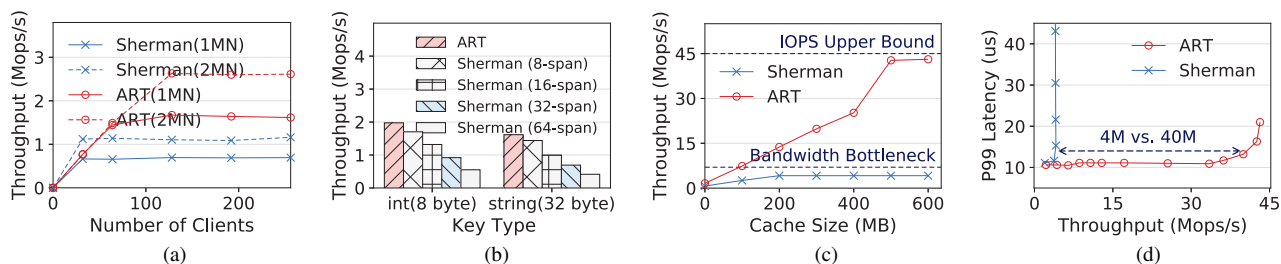 Throughput (Mops/s)
3
2
1
0
0
100
200
Number of Clients
Sherman(1MN)
Sherman(2MN)
ART(1MN)
ART(2MN)
(a)
Throughput (Mops/s)
5
4
3
2
1
0
ART
Sherman (8-span)
Sherman (16-span)
Sherman (32-span)
Sherman (64-span)
int(8 byte)
string(32 byte)
Key Type
(b)
Throughput (Mops/s)
60
45
30
15
0
IOPS Upper Bound
Sherman
ART
Bandwidth Bottleneck
0
200
400
600
Cache Size (MB)
(c)
P99 Latency (us)
40
30
20
10
ART
Sherman
4M vs. 40M
0
15
30
45
Throughput (Mops/s)
(d)